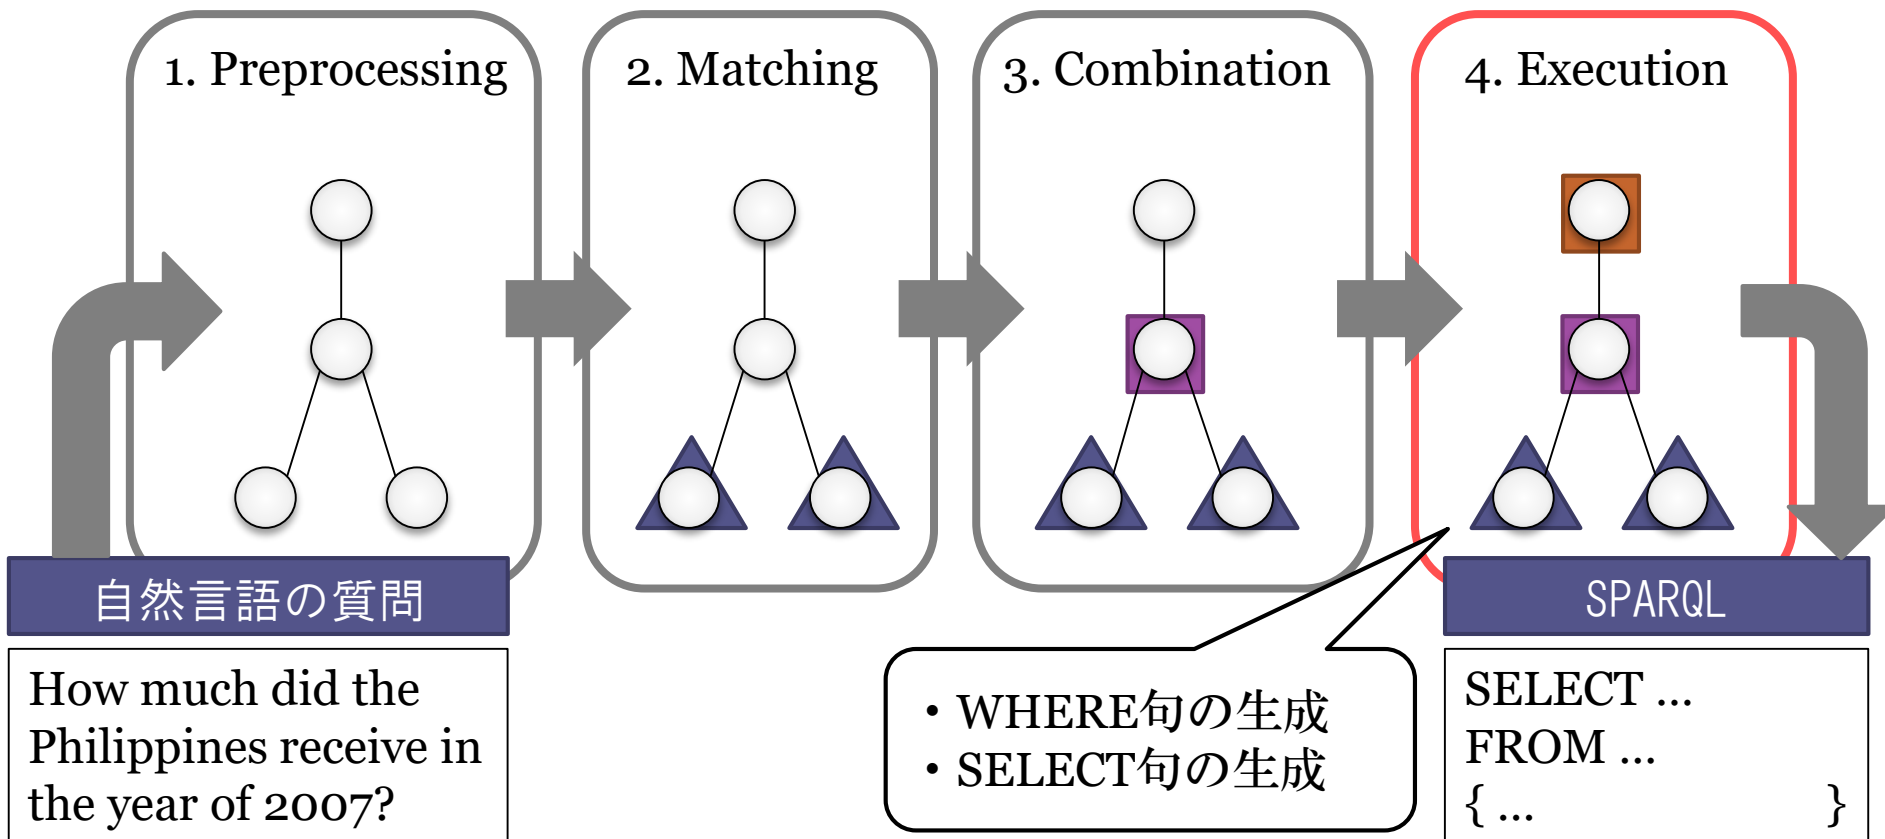 1. Preprocessing
2. Matching
3. Combination
4. Execution
自然言語の質問
How much did the
Philippines receive in
the year of 2007?
・WHERE句の生成
・SELECT句の生成
SPARQL
SELECT ...
FROM ...
{ ... }